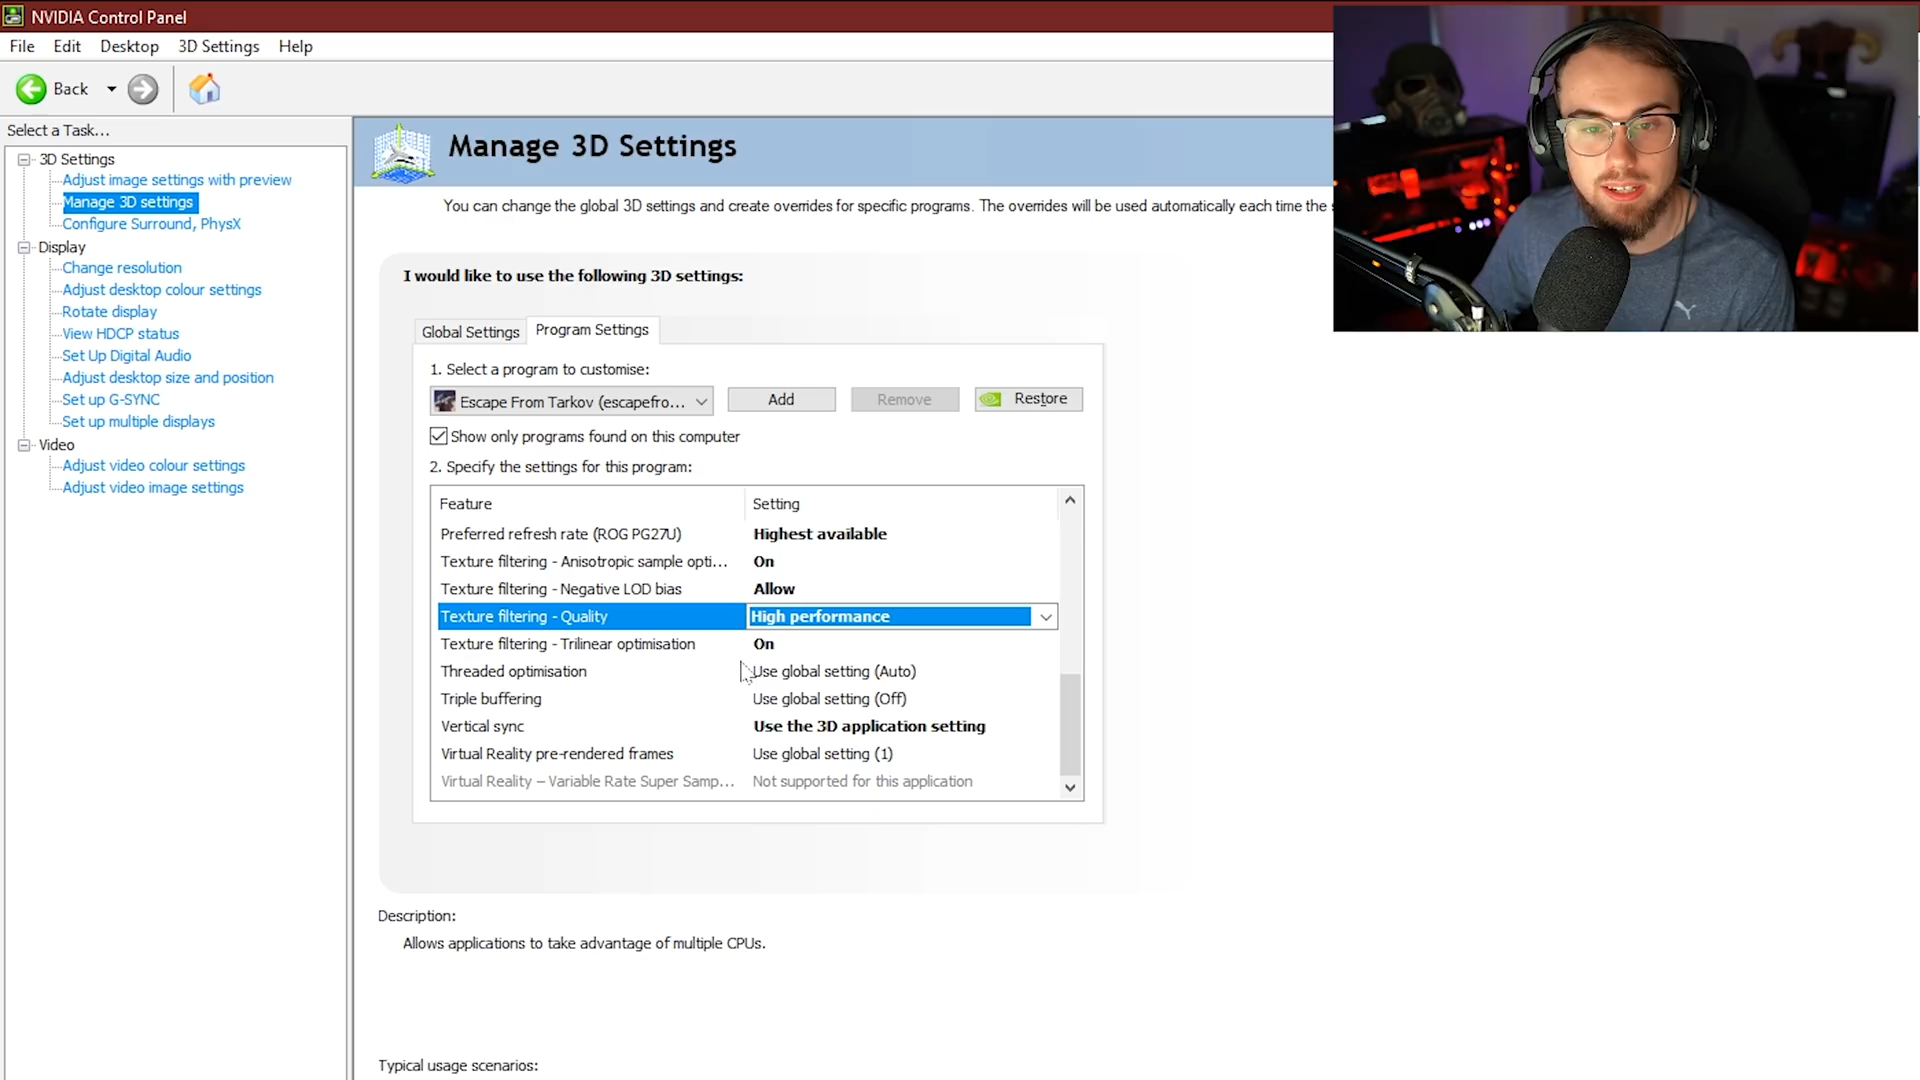 NVIDIA Control Panel
File Edit Desktop 3D Settings Help
Back
Select a Task...
3D Settings
Adjust image settings with preview
Manage 3D settings
Configure Surround, PhysX
Display
Change resolution
Adjust desktop colour settings
Rotate display
View HDCP status
Set Up Digital Audio
Adjust desktop size and position
Set up G-SYNC
Set up multiple displays
Video
Adjust video colour settings
Adjust video image settings
Manage 3D Settings
You can change the global 3D settings and create overrides for specific programs. The overrides will be used automatically each time the s
I would like to use the following 3D settings:
Global Settings Program Settings
1. Select a program to customise:
Escape From Tarkov (escapefro... Add Remove Restore
Show only programs found on this computer
2. Specify the settings for this program:
Feature Setting
Preferred refresh rate (ROG PG27U) Highest available
Texture filtering - Anisotropic sample opti... On
Texture filtering - Negative LOD bias Allow
Texture filtering - Quality High performance
Texture filtering - Trilinear optimisation On
Threaded optimisation Use global setting (Auto)
Triple buffering Use global setting (Off)
Vertical sync Use the 3D application setting
Virtual Reality pre-rendered frames Use global setting (1)
Virtual Reality – Variable Rate Super Samp... Not supported for this application
Description:
Allows applications to take advantage of multiple CPUs.
Typical usage scenarios: